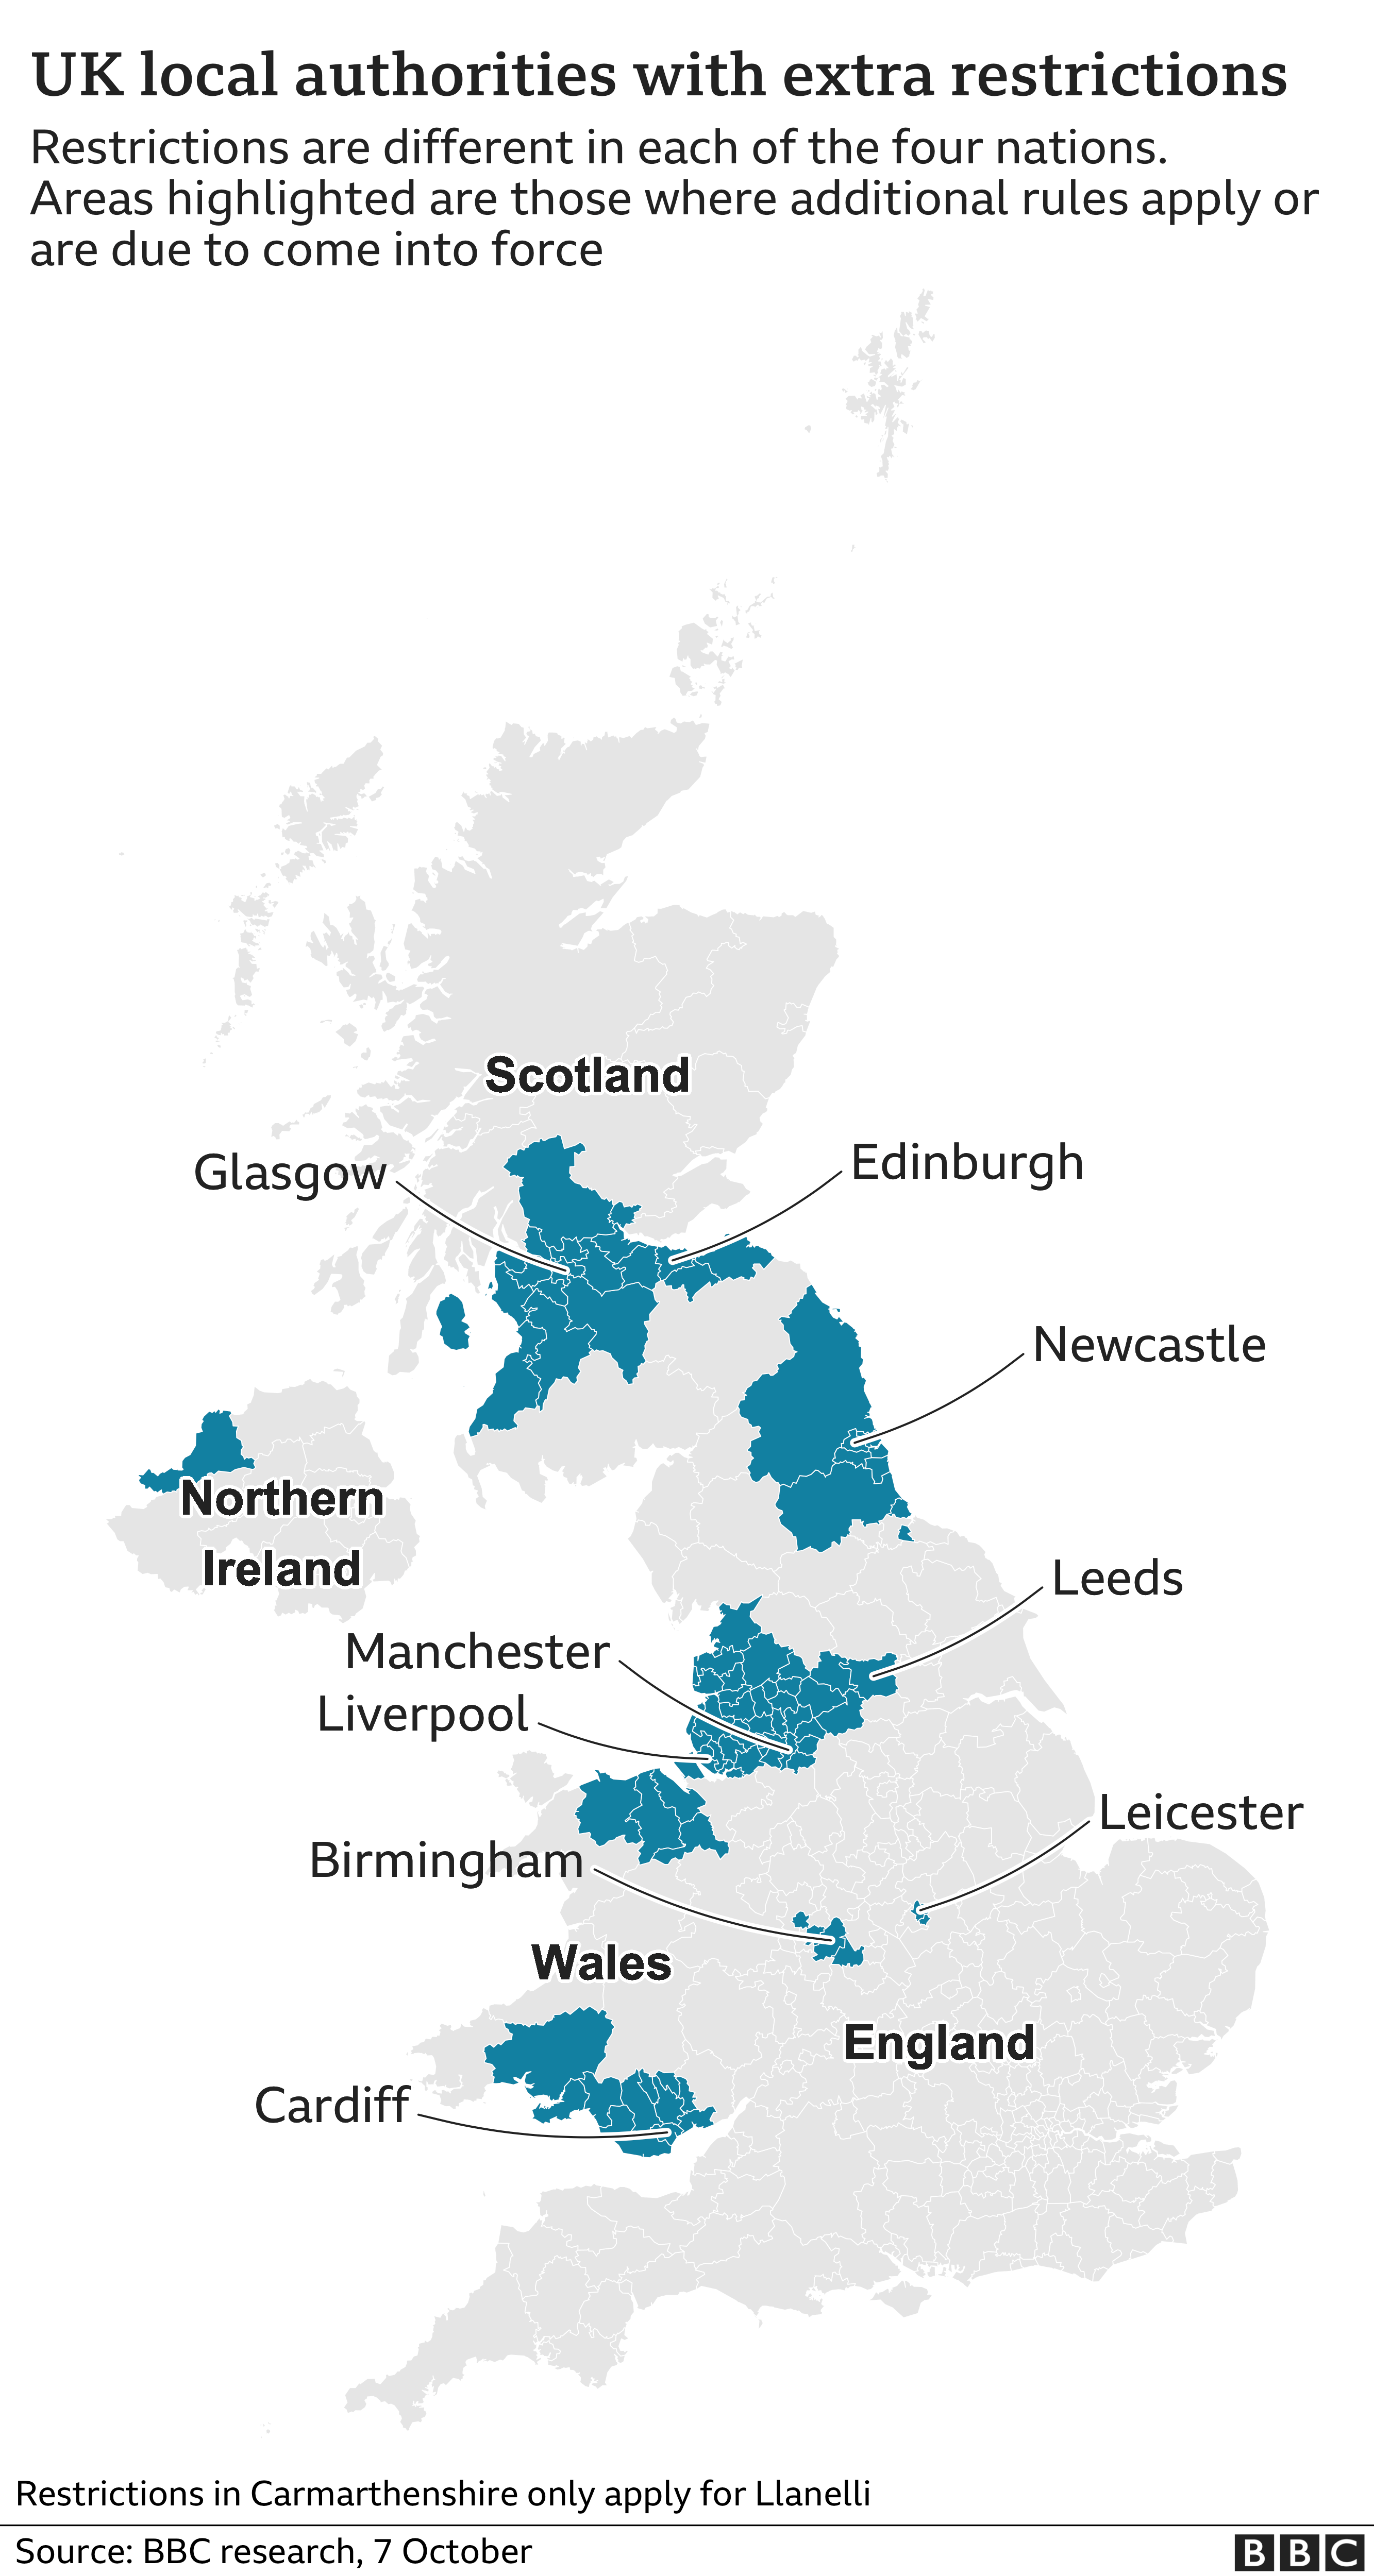 UK local authorities with extra restrictions
Restrictions are different in each of the four nations.
Areas highlighted are those where additional rules apply or
are due to come into force
Scotland
Glasgow
Edinburgh
Newcastle
Northern
Ireland
Leeds
Manchester
Liverpool
Leicester
Birmingham
Wales
England
Cardiff
Restrictions in Carmarthenshire only apply for Llanelli
Source: BBC research, 7 October
BBC